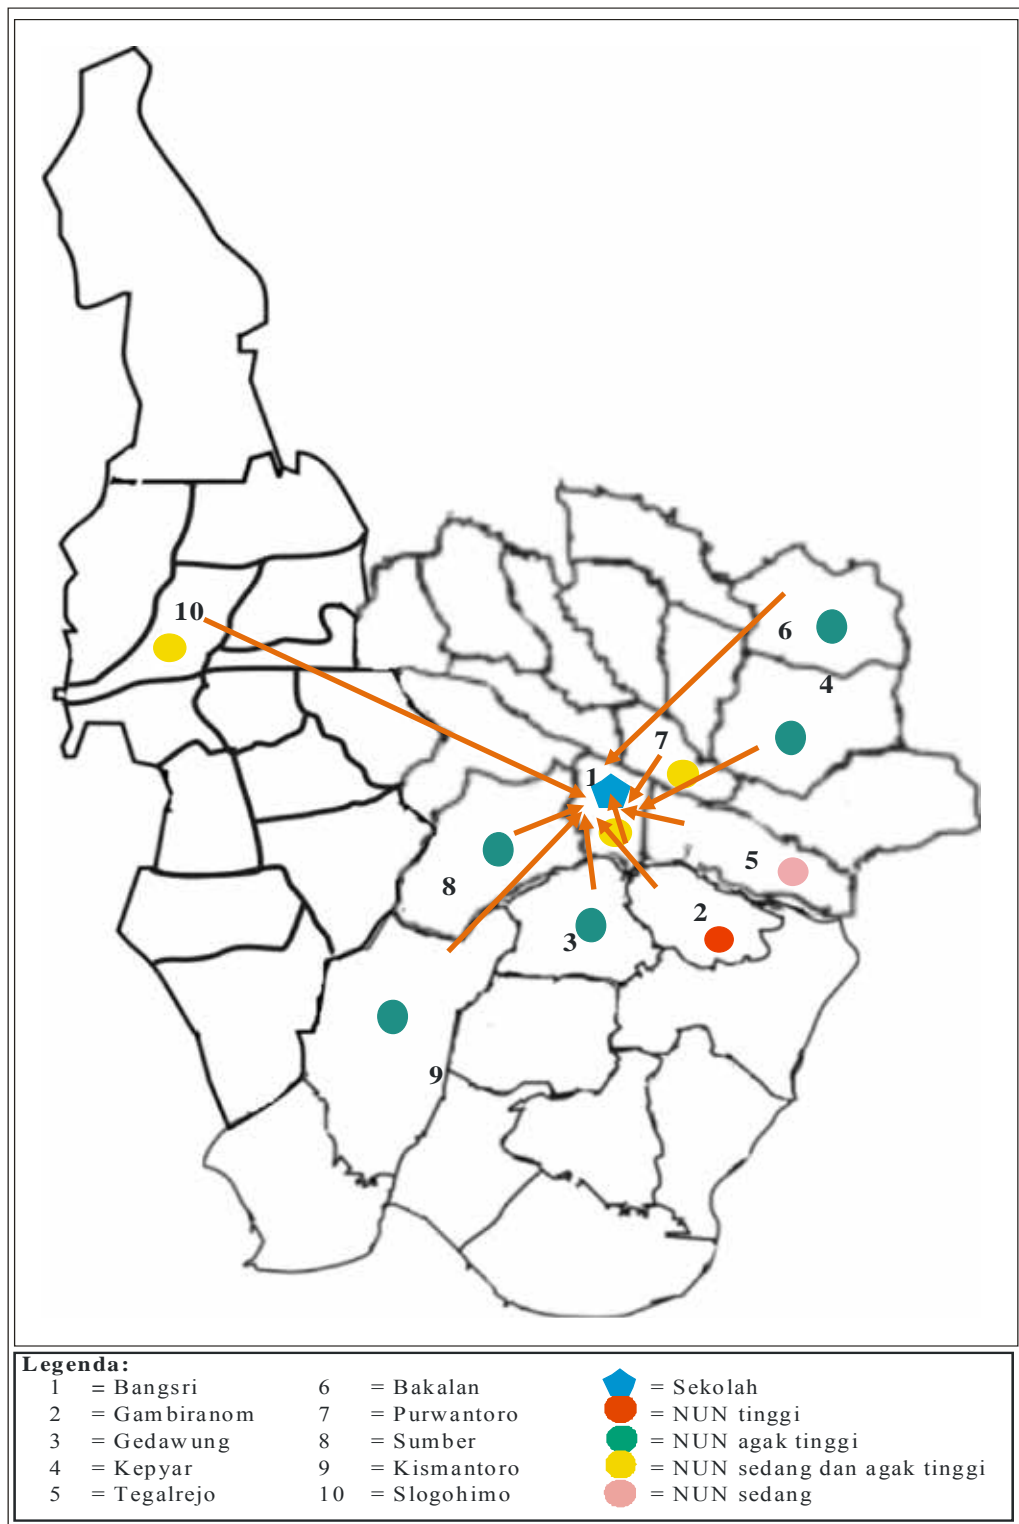 10
6
4
7
1
5
8
2
3
9
Legenda:
1 = Bangsri 6 = Bakalan = Sekolah
2 = Gambiranom 7 = Purwantoro = NUN tinggi
3 = Gedawung 8 = Sumber = NUN agak tinggi
4 = Kepyar 9 = Kismantoro = NUN sedang dan agak tinggi
5 = Tegalrejo 10 = Slogohimo = NUN sedang